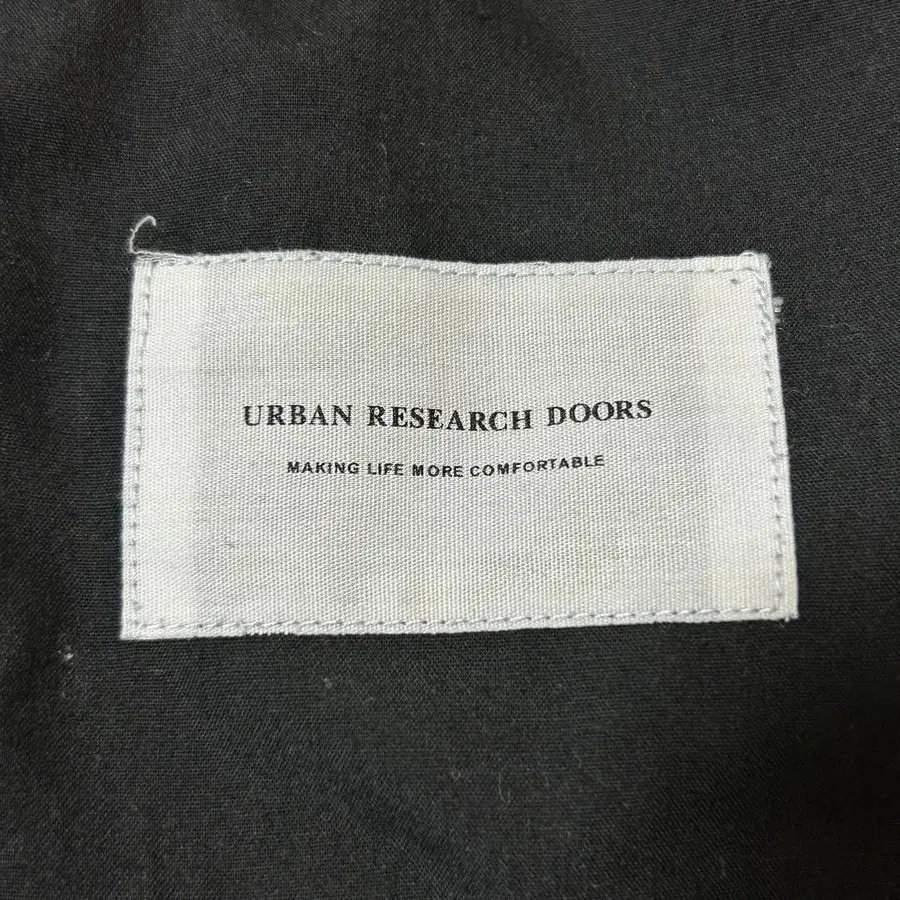 URBAN RESEARCH DOORS
MAKING LIFE MORE COMFORTABLE